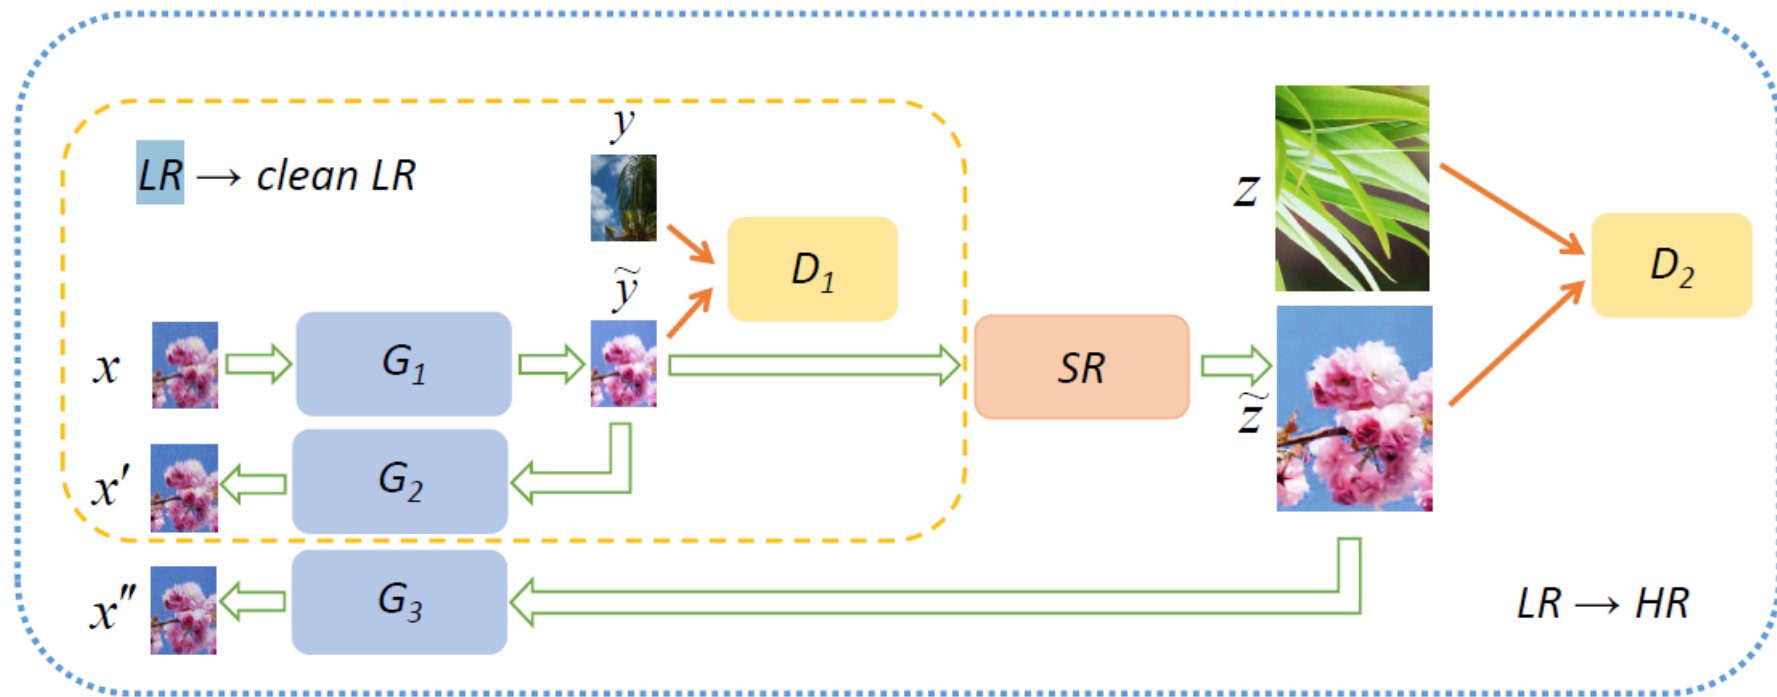 LR → clean LR
y
z
D₁
D₂
ỹ
x
G₁
SR
z̃
x′
G₂
x″
G₃
LR → HR